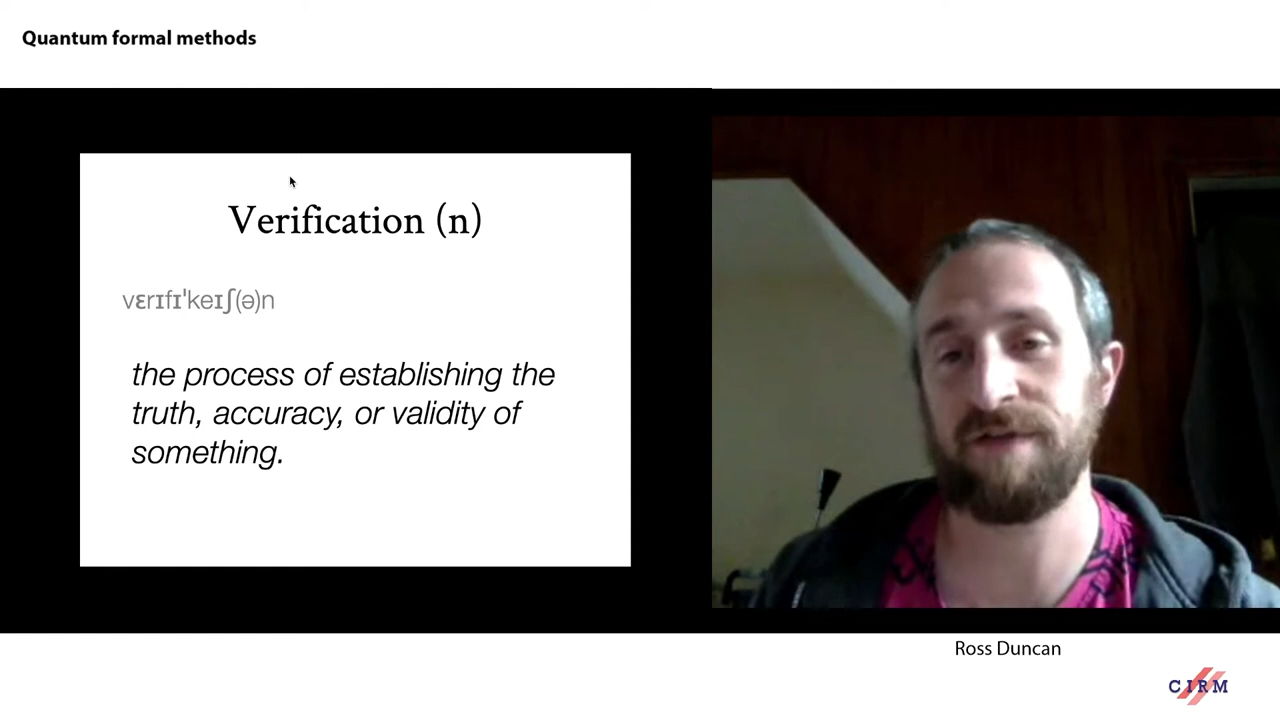 Quantum formal methods
Verification (n)
vɛrɪfɪˈkeɪʃ(ə)n
the process of establishing the
truth, accuracy, or validity of
something.
Ross Duncan
CIRM